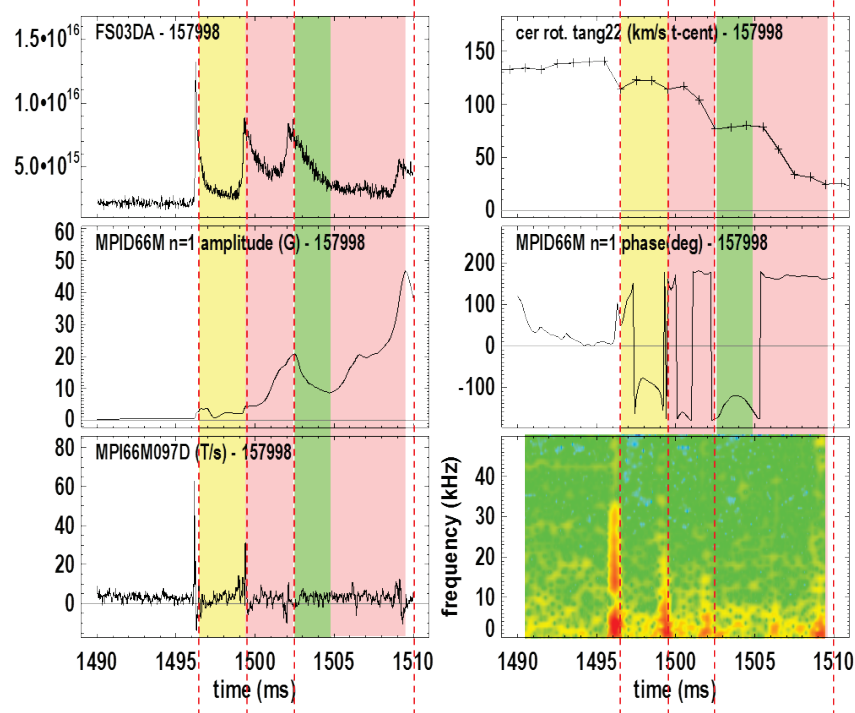 FS03DA - 157998
1.5•10¹⁶
1.0•10¹⁶
5.0•10¹⁵
cer rot. tang22 (km/s t-cent) - 157998
150
100
50
0
MPID66M n=1 amplitude (G) - 157998
60
50
40
30
20
10
0
MPID66M n=1 phase(deg) - 157998
200
100
0
-100
MPI66M097D (T/s) - 157998
80
60
40
20
0
frequency (kHz)
40
30
20
10
0
1490 1495 1500 1505 1510
time (ms)
1490 1495 1500 1505 1510
time (ms)